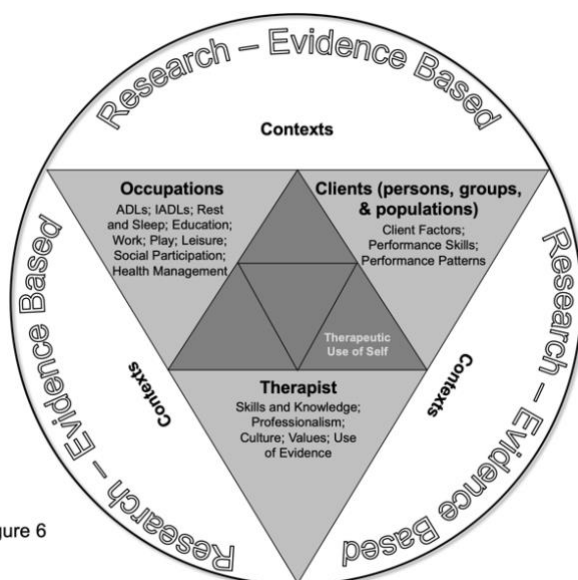 Research – Evidence Based
Contexts
Occupations
ADLs; IADLs; Rest
and Sleep; Education;
Work; Play; Leisure;
Social Participation;
Health Management
Clients (persons, groups,
& populations)
Client Factors;
Performance Skills;
Performance Patterns
Therapeutic
Use of Self
Therapist
Skills and Knowledge;
Professionalism;
Culture; Values; Use
of Evidence
Contexts
Contexts
Research – Evidence Based
Research – Evidence Based
gure 6